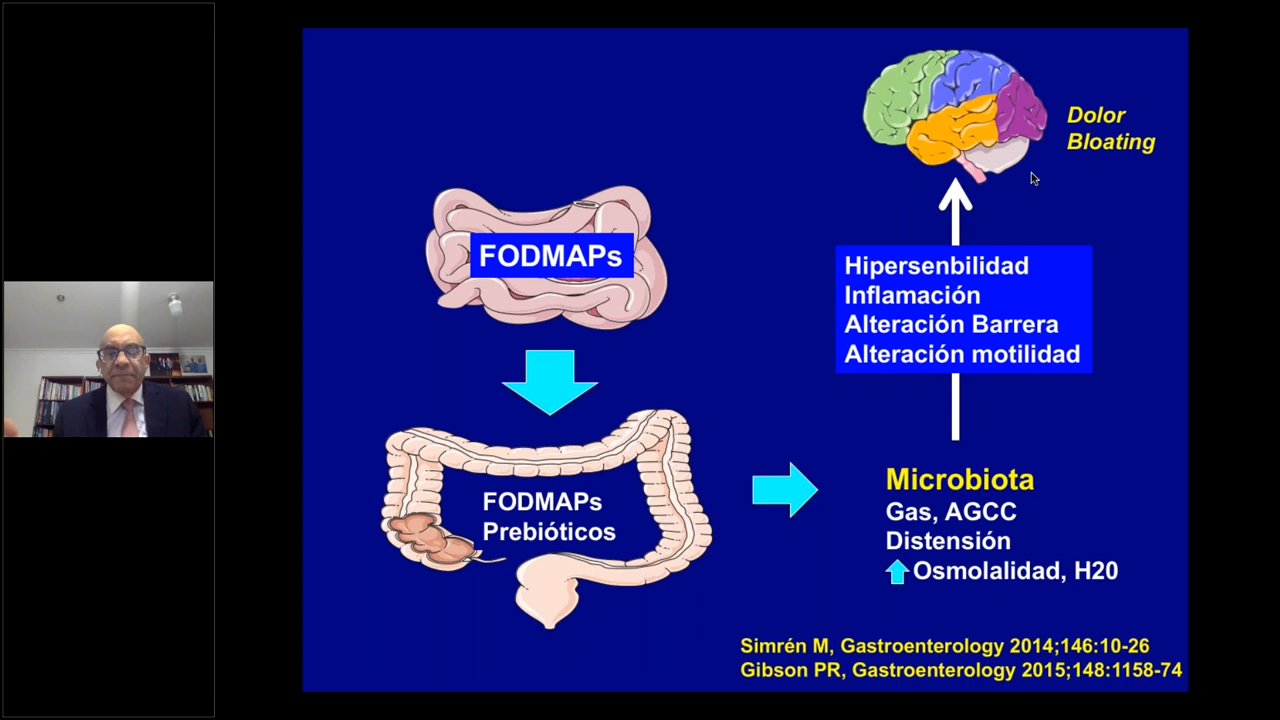 Dolor
Bloating
FODMAPs
Hipersenbilidad
Inflamación
Alteración Barrera
Alteración motilidad
FODMAPs
Prebióticos
Microbiota
Gas, AGCC
Distensión
Osmolalidad, H20
Simrén M, Gastroenterology 2014;146:10-26
Gibson PR, Gastroenterology 2015;148:1158-74